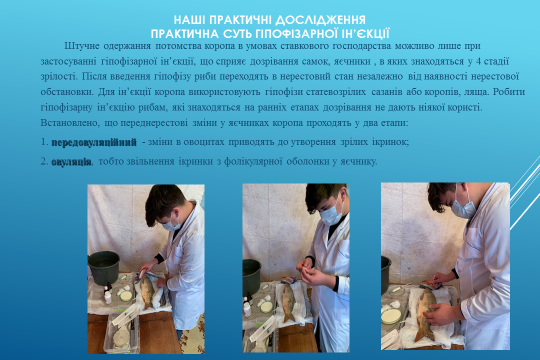 НАШІ ПРАКТИЧНІ ДОСЛІДЖЕННЯ
ПРАКТИЧНА СУТЬ ГІПОФІЗАРНОЇ ІН’ЄКЦІЇ
Штучне одержання потомства коропа в умовах ставкового господарства можливо лише при
застосуванні гіпофізарної ін’єкції, що сприяє дозрівання самок, яєчники , в яких знаходяться у 4 стадії
зрілості. Після введення гіпофізу риби переходять в нерестовий стан незалежно від наявності нерестової
обстановки. Для ін’єкції коропа використовують гіпофізи статевозрілих сазанів або коропів, ляща. Робити
гіпофізарну ін’єкцію рибам, які знаходяться на ранніх етапах дозрівання не дають ніякої користі.
Встановлено, що переднерестові зміни у яєчниках коропа проходять у два етапи:
1. передовуляційний - зміни в овоцитах приводять до утворення зрілих ікринок;
2. овуляція, тобто звільнення ікринки з фолікулярної оболонки у яєчнику.